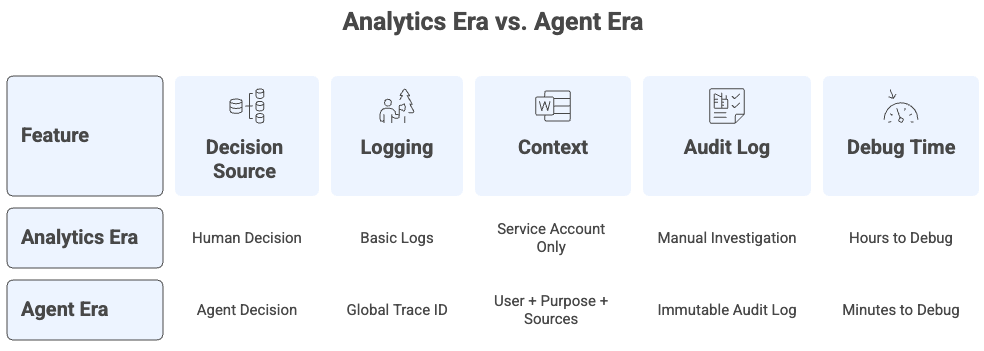 Analytics Era vs. Agent Era
Feature
Decision
Source
Logging
W
Context
Audit Log
Debug Time
Analytics Era
Human Decision
Basic Logs
Service Account
Only
Manual Investigation
Hours to Debug
Agent Era
Agent Decision
Global Trace ID
User + Purpose +
Sources
Immutable Audit Log
Minutes to Debug